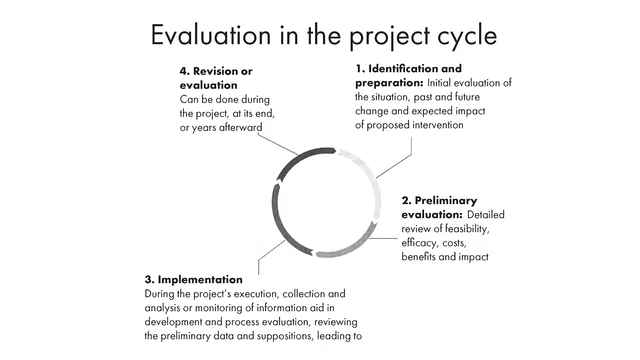 Evaluation in the project cycle
1. Identification and
preparation: Initial evaluation of
the situation, past and future
change and expected impact
of proposed intervention
2. Preliminary
evaluation: Detailed
review of feasibility,
efficacy, costs,
benefits and impact
3. Implementation
During the project's execution, collection and
analysis or monitoring of information aid in
development and process evaluation, reviewing
the preliminary data and suppositions, leading to
4. Revision or
evaluation
Can be done during
the project, at its end,
or years afterward